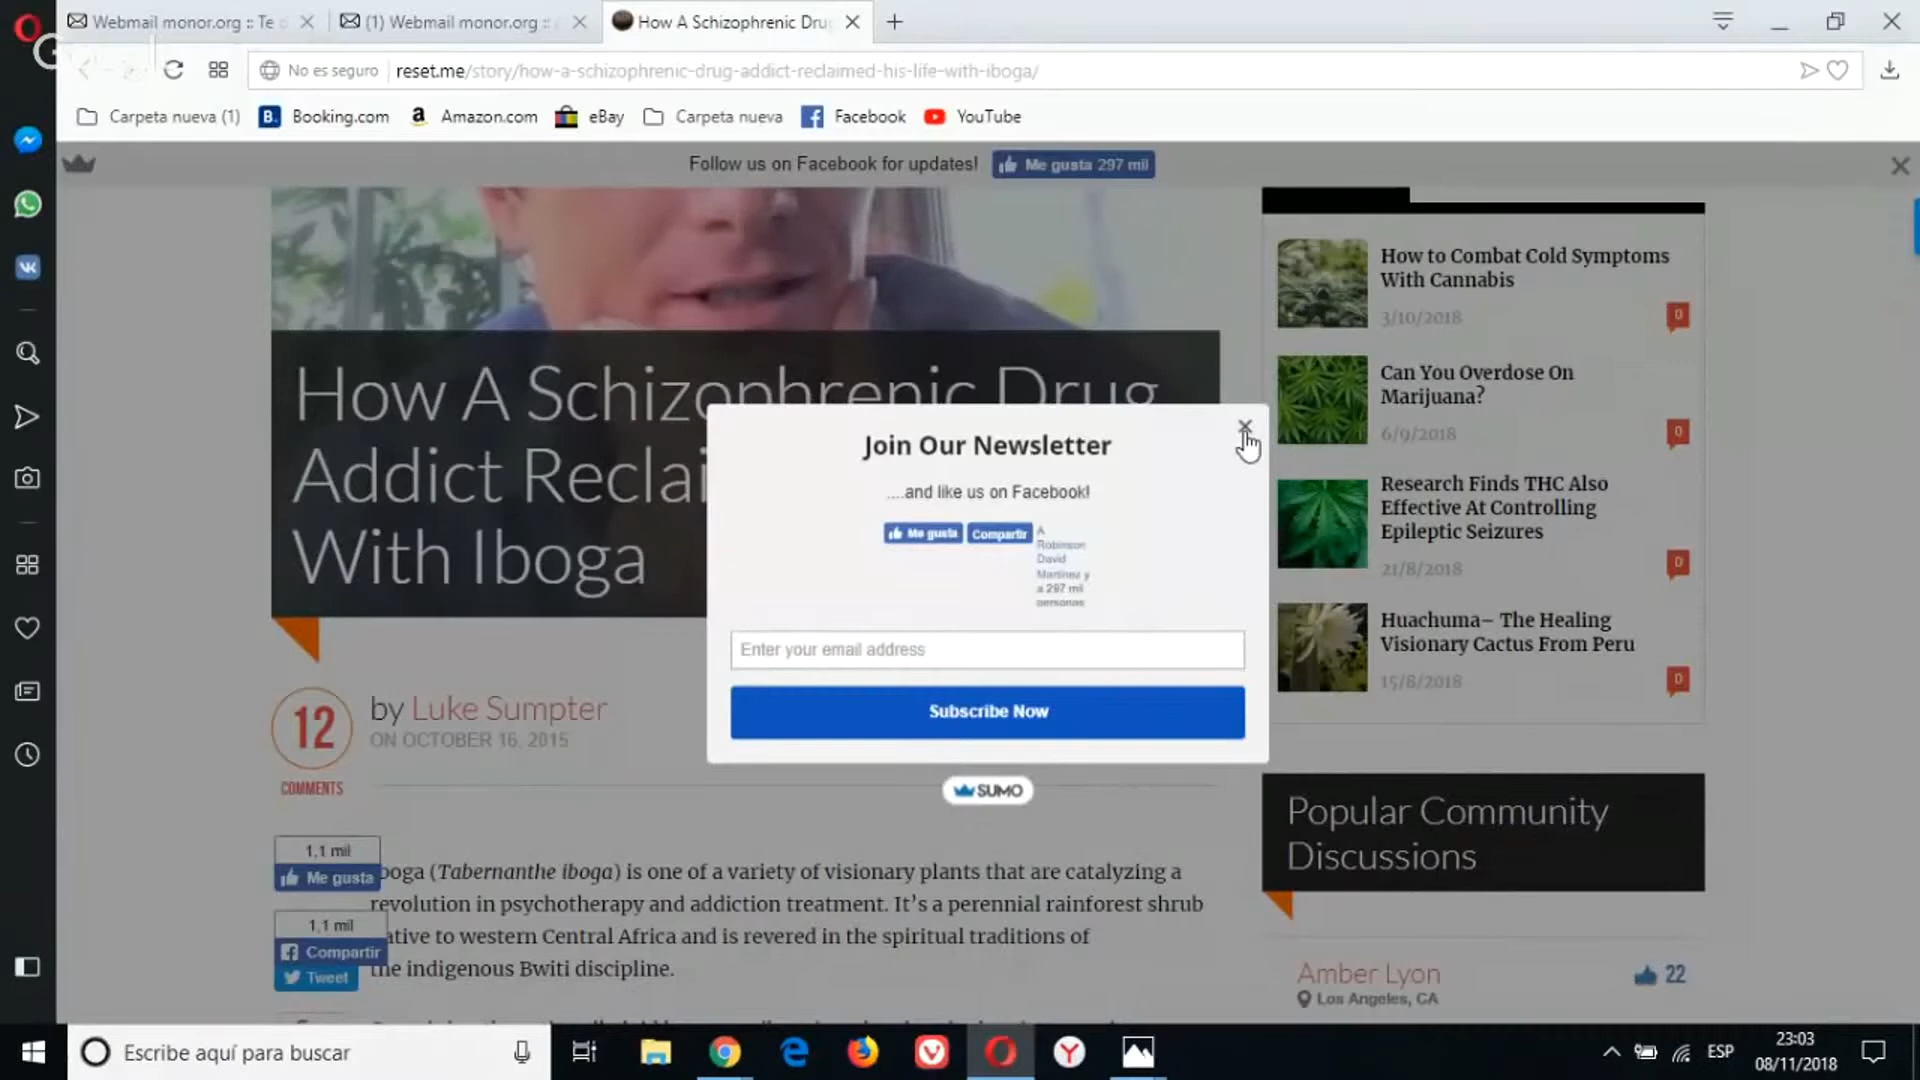 Webmail monor.org :: Te
(1) Webmail monor.org ::
How A Schizophrenic Dru
No es seguro
reset.me/story/how-a-schizophrenic-drug-addict-reclaimed-his-life-with-iboga/
Carpeta nueva (1)
Booking.com
Amazon.com
eBay
Carpeta nueva
Facebook
YouTube
Follow us on Facebook for updates!
Me gusta 297 mil
How A Schizophrenic Drug
Addict Reclai
With Iboga
Join Our Newsletter
....and like us on Facebook!
Me gusta
Compartir
A
Robinson
David
Martínez y
a 297 mil
personas
Enter your email address
Subscribe Now
SUMO
12
COMMENTS
by Luke Sumpter
ON OCTOBER 16, 2015
1,1 mil
Me gusta
1,1 mil
Compartir
Tweet
boga (Tabernanthe iboga) is one of a variety of visionary plants that are catalyzing a
revolution in psychotherapy and addiction treatment. It's a perennial rainforest shrub
ative to western Central Africa and is revered in the spiritual traditions of
the indigenous Bwiti discipline.
How to Combat Cold Symptoms
With Cannabis
3/10/2018
0
Can You Overdose On
Marijuana?
6/9/2018
0
Research Finds THC Also
Effective At Controlling
Epileptic Seizures
21/8/2018
0
Huachuma– The Healing
Visionary Cactus From Peru
15/8/2018
0
Popular Community
Discussions
Amber Lyon
22
Los Angeles, CA
Escribe aquí para buscar
ESP
23:03
08/11/2018